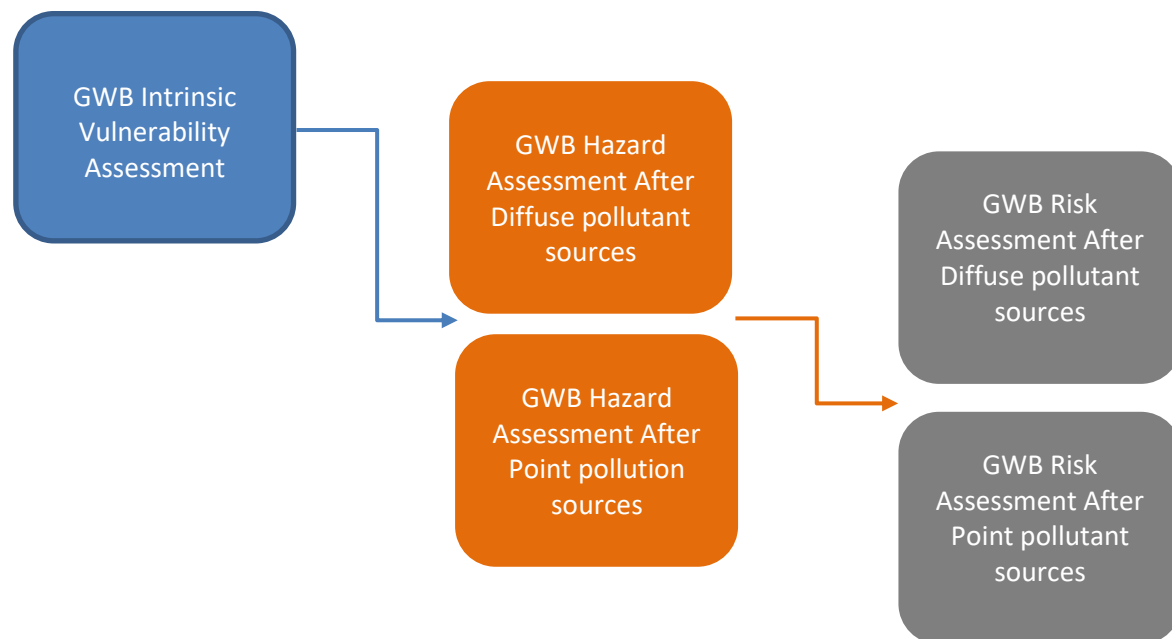 GWB Intrinsic
Vulnerability
Assessment
GWB Hazard
Assessment After
Diffuse pollutant
sources
GWB Hazard
Assessment After
Point pollution
sources
GWB Risk
Assessment After
Diffuse pollutant
sources
GWB Risk
Assessment After
Point pollutant
sources